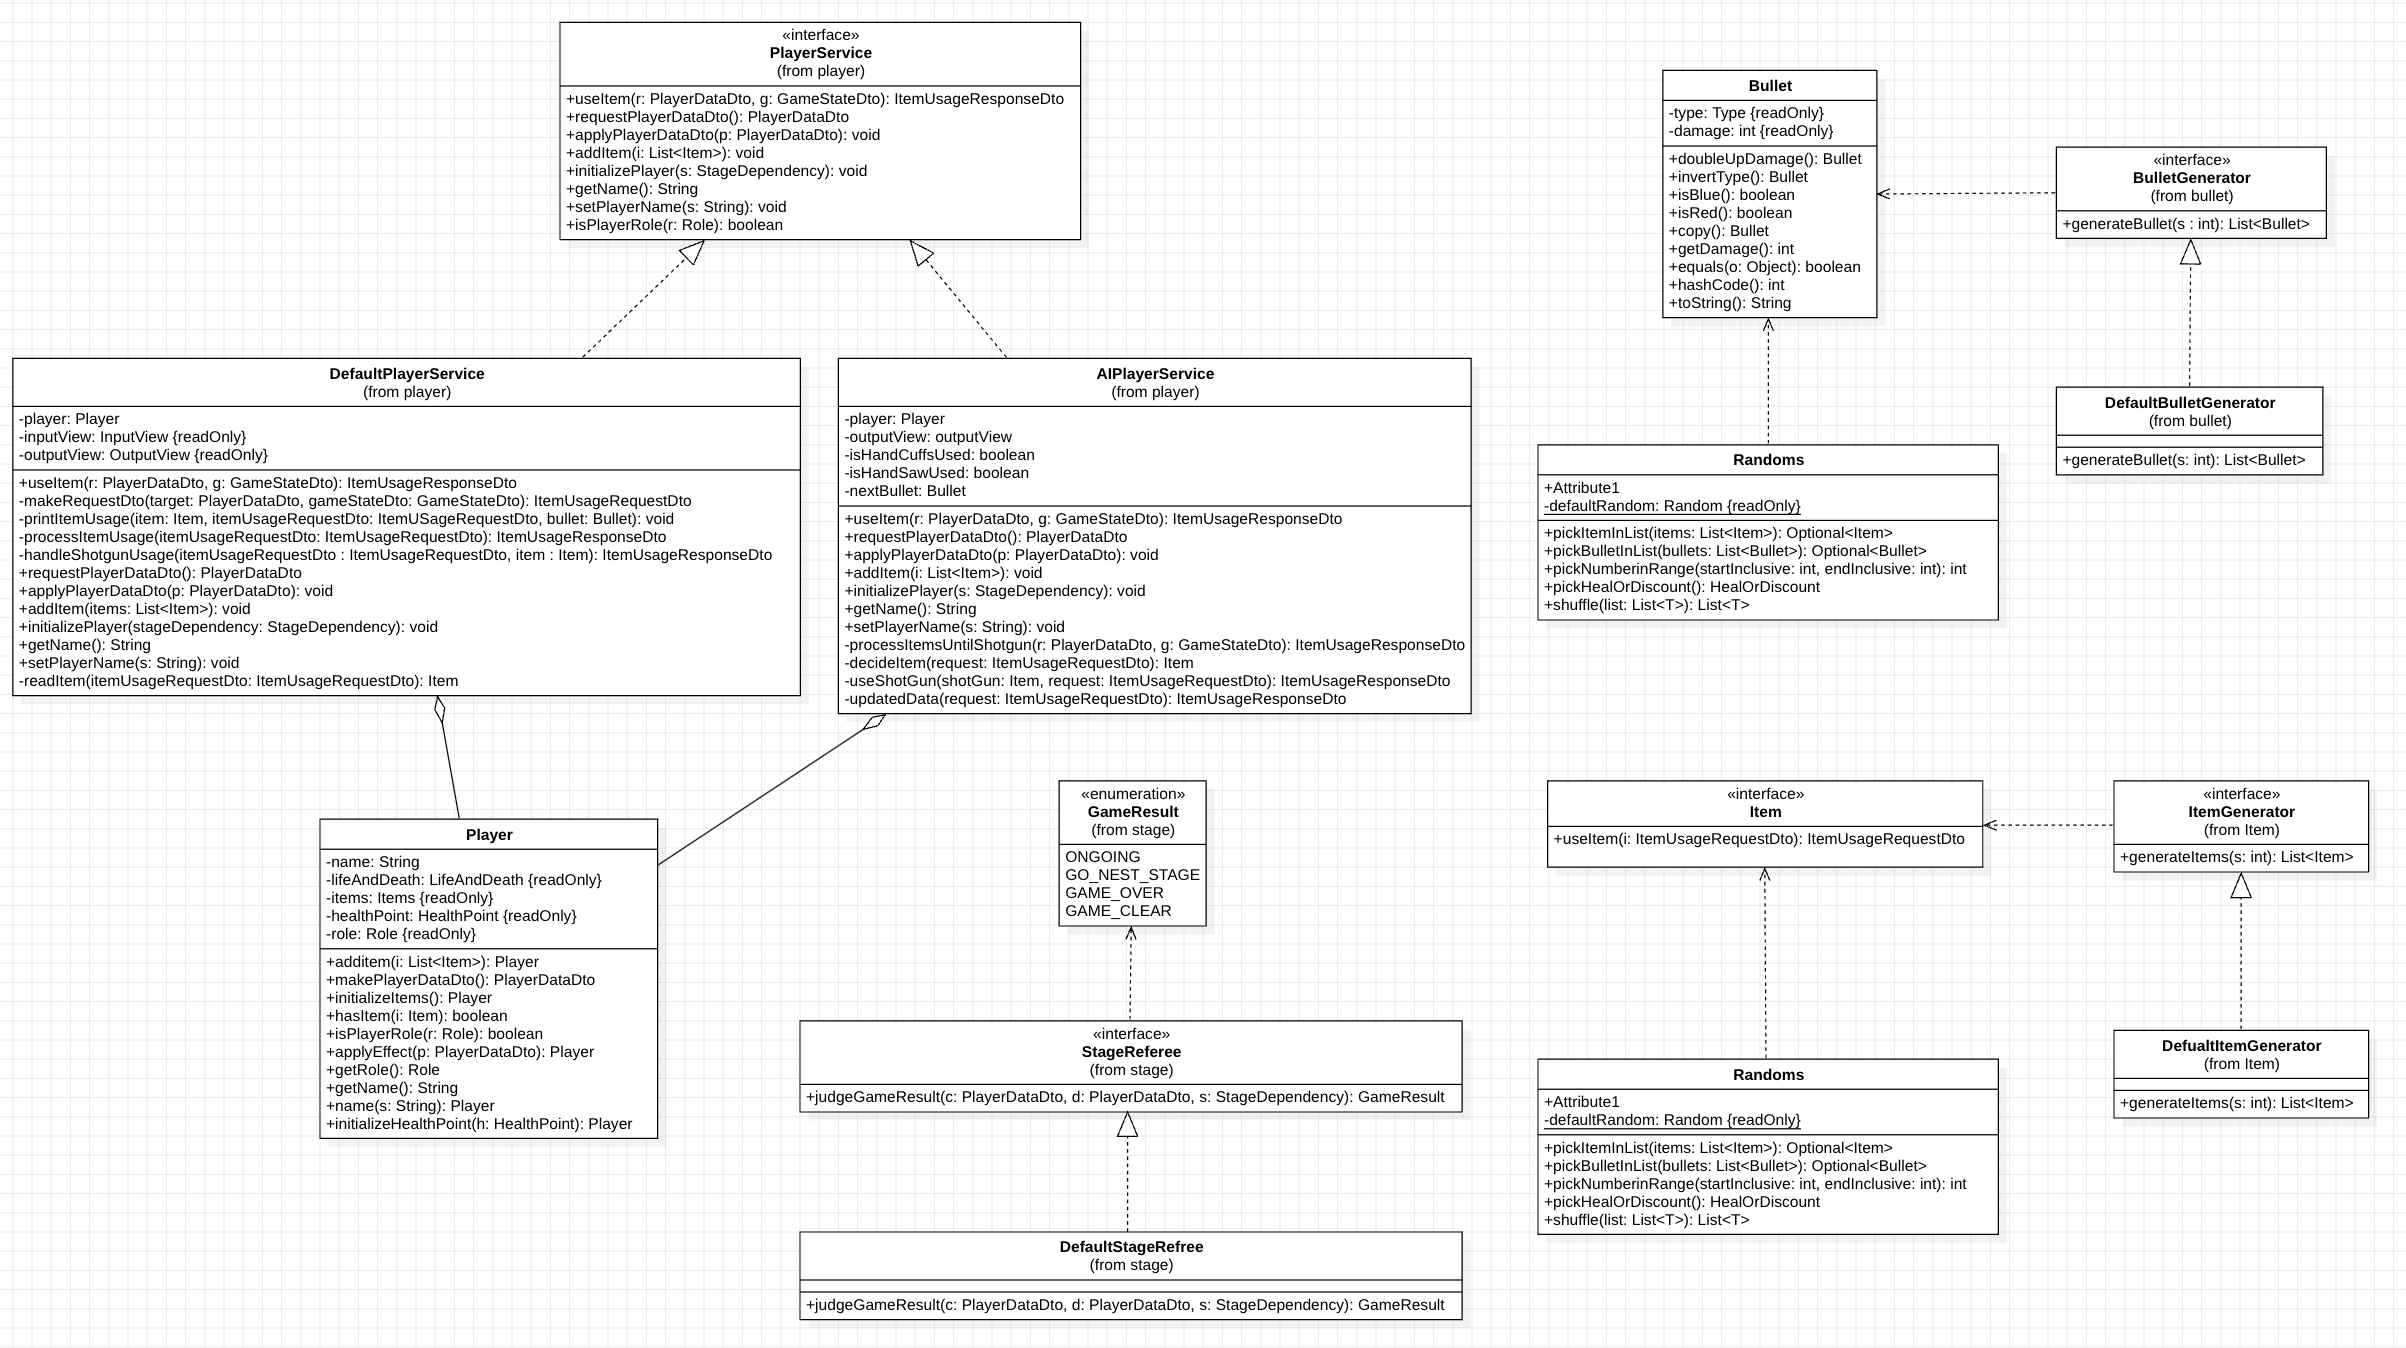 «interface»
PlayerService
(from player)
+useItem(r: PlayerDataDto, g: GameStateDto): ItemUsageResponseDto
+requestPlayerDataDto(): PlayerDataDto
+applyPlayerDataDto(p: PlayerDataDto): void
+addItem(i: List<Item>): void
+initializePlayer(s: StageDependency): void
+getName(): String
+setPlayerName(s: String): void
+isPlayerRole(r: Role): boolean
Bullet
-type: Type {readOnly}
-damage: int {readOnly}
+doubleUpDamage(): Bullet
+invertType(): Bullet
+isBlue(): boolean
+isRed(): boolean
+copy(): Bullet
+getDamage(): int
+equals(o: Object): boolean
+hashCode(): int
+toString(): String
«interface»
BulletGenerator
(from bullet)
+generateBullet(s : int): List<Bullet>
DefaultPlayerService
(from player)
-player: Player
-inputView: InputView {readOnly}
-outputView: OutputView {readOnly}
+useItem(r: PlayerDataDto, g: GameStateDto): ItemUsageResponseDto
-makeRequestDto(target: PlayerDataDto, gameStateDto: GameStateDto): ItemUsageRequestDto
-printItemUsage(item: Item, itemUsageRequestDto: ItemUSageRequestDto, bullet: Bullet): void
-processItemUsage(itemUsageRequestDto: ItemUsageRequestDto): ItemUsageResponseDto
-handleShotgunUsage(itemUsageRequestDto : ItemUsageRequestDto, item : Item): ItemUsageResponseDto
+requestPlayerDataDto(): PlayerDataDto
+applyPlayerDataDto(p: PlayerDataDto): void
+addItem(items: List<Item>): void
+initializePlayer(stageDependency: StageDependency): void
+getName(): String
+setPlayerName(s: String): void
-readItem(itemUsageRequestDto: ItemUsageRequestDto): Item
AIPlayerService
(from player)
-player: Player
-outputView: outputView
-isHandCuffsUsed: boolean
-isHandSawUsed: boolean
-nextBullet: Bullet
+useItem(r: PlayerDataDto, g: GameStateDto): ItemUsageResponseDto
+requestPlayerDataDto(): PlayerDataDto
+applyPlayerDataDto(p: PlayerDataDto): void
+addItem(i: List<Item>): void
+initializePlayer(s: StageDependency): void
+getName(): String
+setPlayerName(s: String): void
-processItemsUntilShotgun(r: PlayerDataDto, g: GameStateDto): ItemUsageResponseDto
-decideItem(request: ItemUsageRequestDto): Item
-useShotGun(shotGun: Item, request: ItemUsageRequestDto): ItemUsageResponseDto
-updatedData(request: ItemUsageRequestDto): ItemUsageResponseDto
DefaultBulletGenerator
(from bullet)
+generateBullet(s: int): List<Bullet>
Randoms
+Attribute1
-defaultRandom: Random {readOnly}
+pickItemInList(items: List<Item>): Optional<Item>
+pickBulletInList(bullets: List<Bullet>): Optional<Bullet>
+pickNumberinRange(startInclusive: int, endInclusive: int): int
+pickHealOrDiscount(): HealOrDiscount
+shuffle(list: List<T>): List<T>
Player
-name: String
-lifeAndDeath: LifeAndDeath {readOnly}
-items: Items {readOnly}
-healthPoint: HealthPoint {readOnly}
-role: Role {readOnly}
+additem(i: List<Item>): Player
+makePlayerDataDto(): PlayerDataDto
+initializeItems(): Player
+hasItem(i: Item): boolean
+isPlayerRole(r: Role): boolean
+applyEffect(p: PlayerDataDto): Player
+getRole(): Role
+getName(): String
+name(s: String): Player
+initializeHealthPoint(h: HealthPoint): Player
«enumeration»
GameResult
(from stage)
ONGOING
GO_NEST_STAGE
GAME_OVER
GAME_CLEAR
«interface»
StageReferee
(from stage)
+judgeGameResult(c: PlayerDataDto, d: PlayerDataDto, s: StageDependency): GameResult
DefaultStageRefree
(from stage)
+judgeGameResult(c: PlayerDataDto, d: PlayerDataDto, s: StageDependency): GameResult
«interface»
Item
+useItem(i: ItemUsageRequestDto): ItemUsageRequestDto
«interface»
ItemGenerator
(from Item)
+generateItems(s: int): List<Item>
DefualtItemGenerator
(from Item)
+generateItems(s: int): List<Item>
Randoms
+Attribute1
-defaultRandom: Random {readOnly}
+pickItemInList(items: List<Item>): Optional<Item>
+pickBulletInList(bullets: List<Bullet>): Optional<Bullet>
+pickNumberinRange(startInclusive: int, endInclusive: int): int
+pickHealOrDiscount(): HealOrDiscount
+shuffle(list: List<T>): List<T>